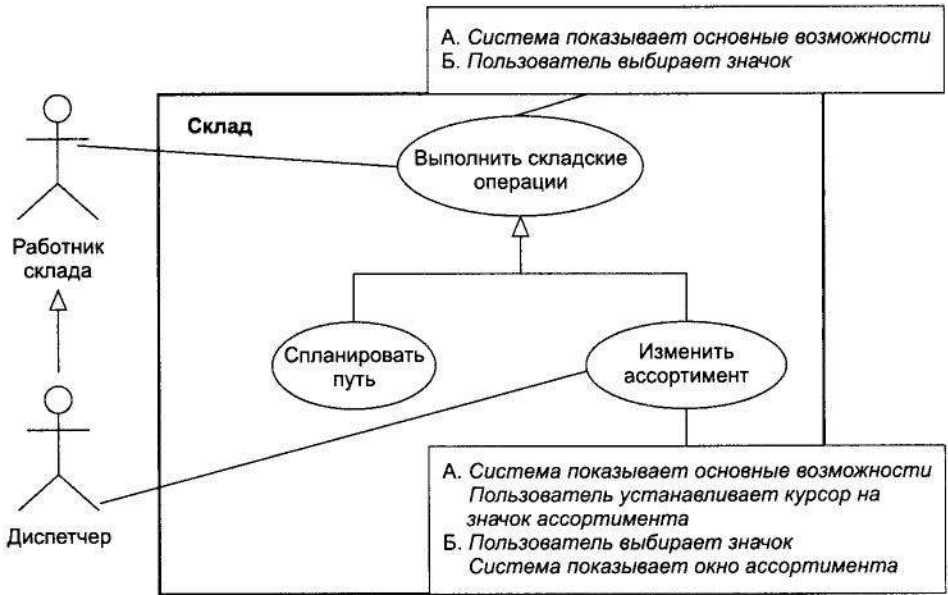 А. Система показывает основные возможности
Б. Пользователь выбирает значок
Склад
Выполнить складские
операции
Работник
склада
Спланировать
путь
Изменить
ассортимент
Диспетчер
А. Система показывает основные возможности
Пользователь устанавливает курсор на
значок ассортимента
Б. Пользователь выбирает значок
Система показывает окно ассортимента